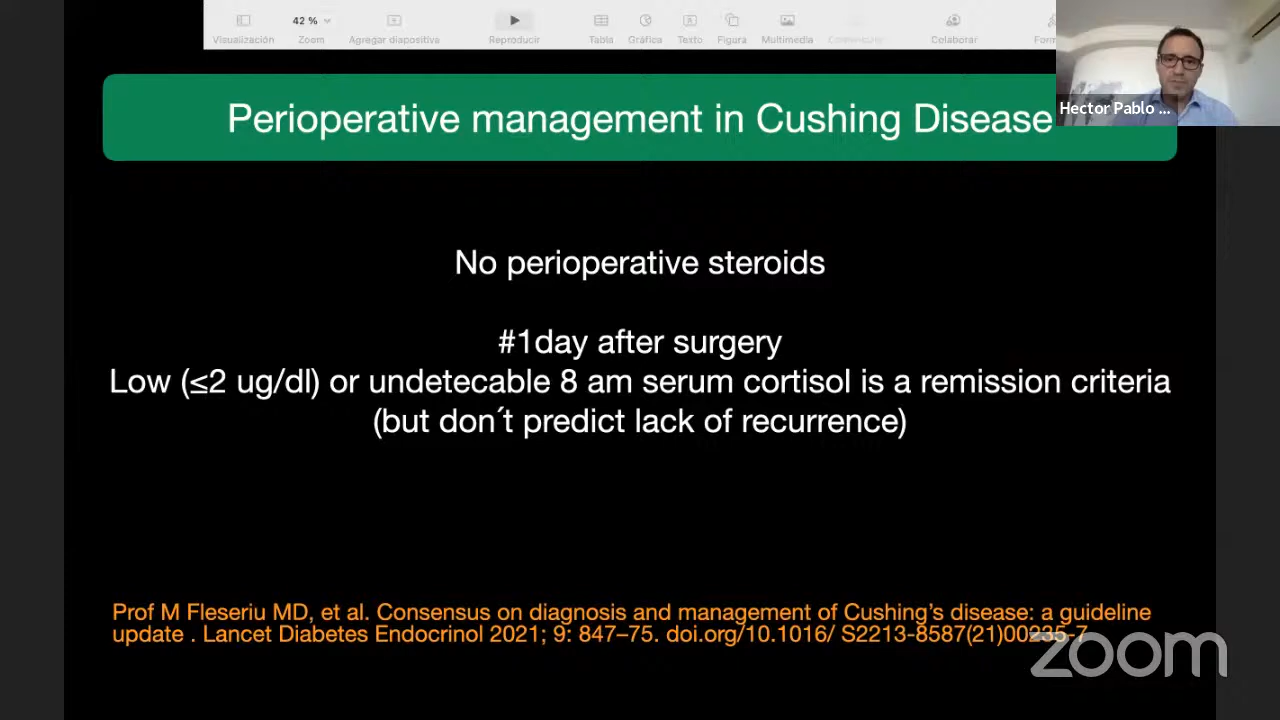 42 %
Visualización Zoom Agregar diapositiva Reproducir Tabla Gráfica Texto Figura Multimedia Comentario Colaborar
Hector Pablo ...
Perioperative management in Cushing Disease
No perioperative steroids
#1day after surgery
Low (≤2 ug/dl) or undetecable 8 am serum cortisol is a remission criteria
(but don´t predict lack of recurrence)
Prof M Fleseriu MD, et al. Consensus on diagnosis and management of Cushing's disease: a guideline
update . Lancet Diabetes Endocrinol 2021; 9: 847–75. doi.org/10.1016/ S2213-8587(21)00235-7
zoom